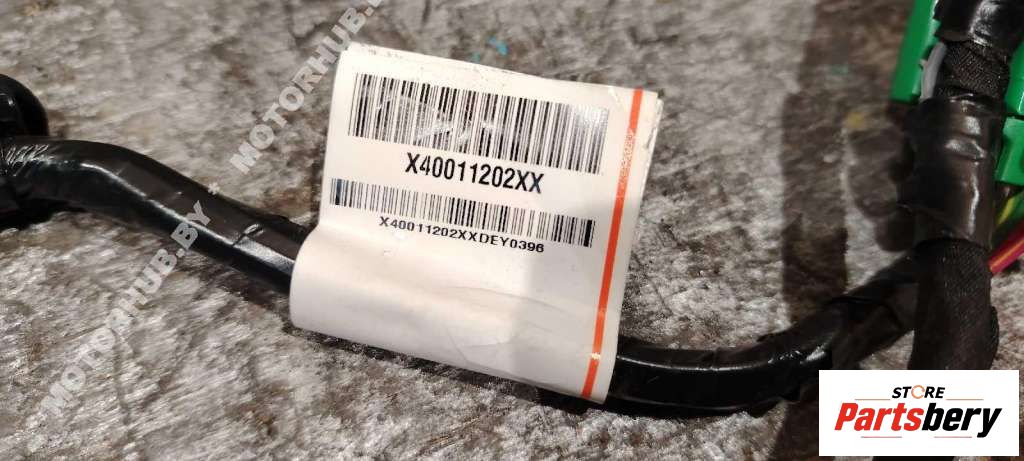 MOTORHUB.BY MOTORHUB.BY
X40011202XX
X40011202XXDEY0396
STORE
Partsbery